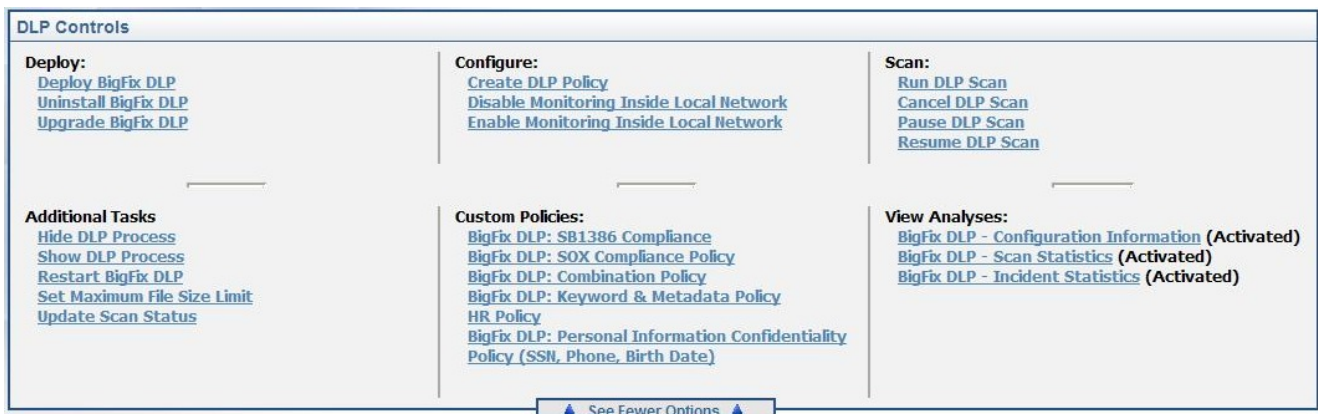 DLP Controls
Deploy:
Deploy BigFix DLP
Uninstall BigFix DLP
Upgrade BigFix DLP
Configure:
Create DLP Policy
Disable Monitoring Inside Local Network
Enable Monitoring Inside Local Network
Scan:
Run DLP Scan
Cancel DLP Scan
Pause DLP Scan
Resume DLP Scan
Additional Tasks
Hide DLP Process
Show DLP Process
Restart BigFix DLP
Set Maximum File Size Limit
Update Scan Status
Custom Policies:
BigFix DLP: SB1386 Compliance
BigFix DLP: SOX Compliance Policy
BigFix DLP: Combination Policy
BigFix DLP: Keyword & Metadata Policy
HR Policy
BigFix DLP: Personal Information Confidentiality
Policy (SSN, Phone, Birth Date)
View Analyses:
BigFix DLP - Configuration Information (Activated)
BigFix DLP - Scan Statistics (Activated)
BigFix DLP - Incident Statistics (Activated)
See Fewer Options